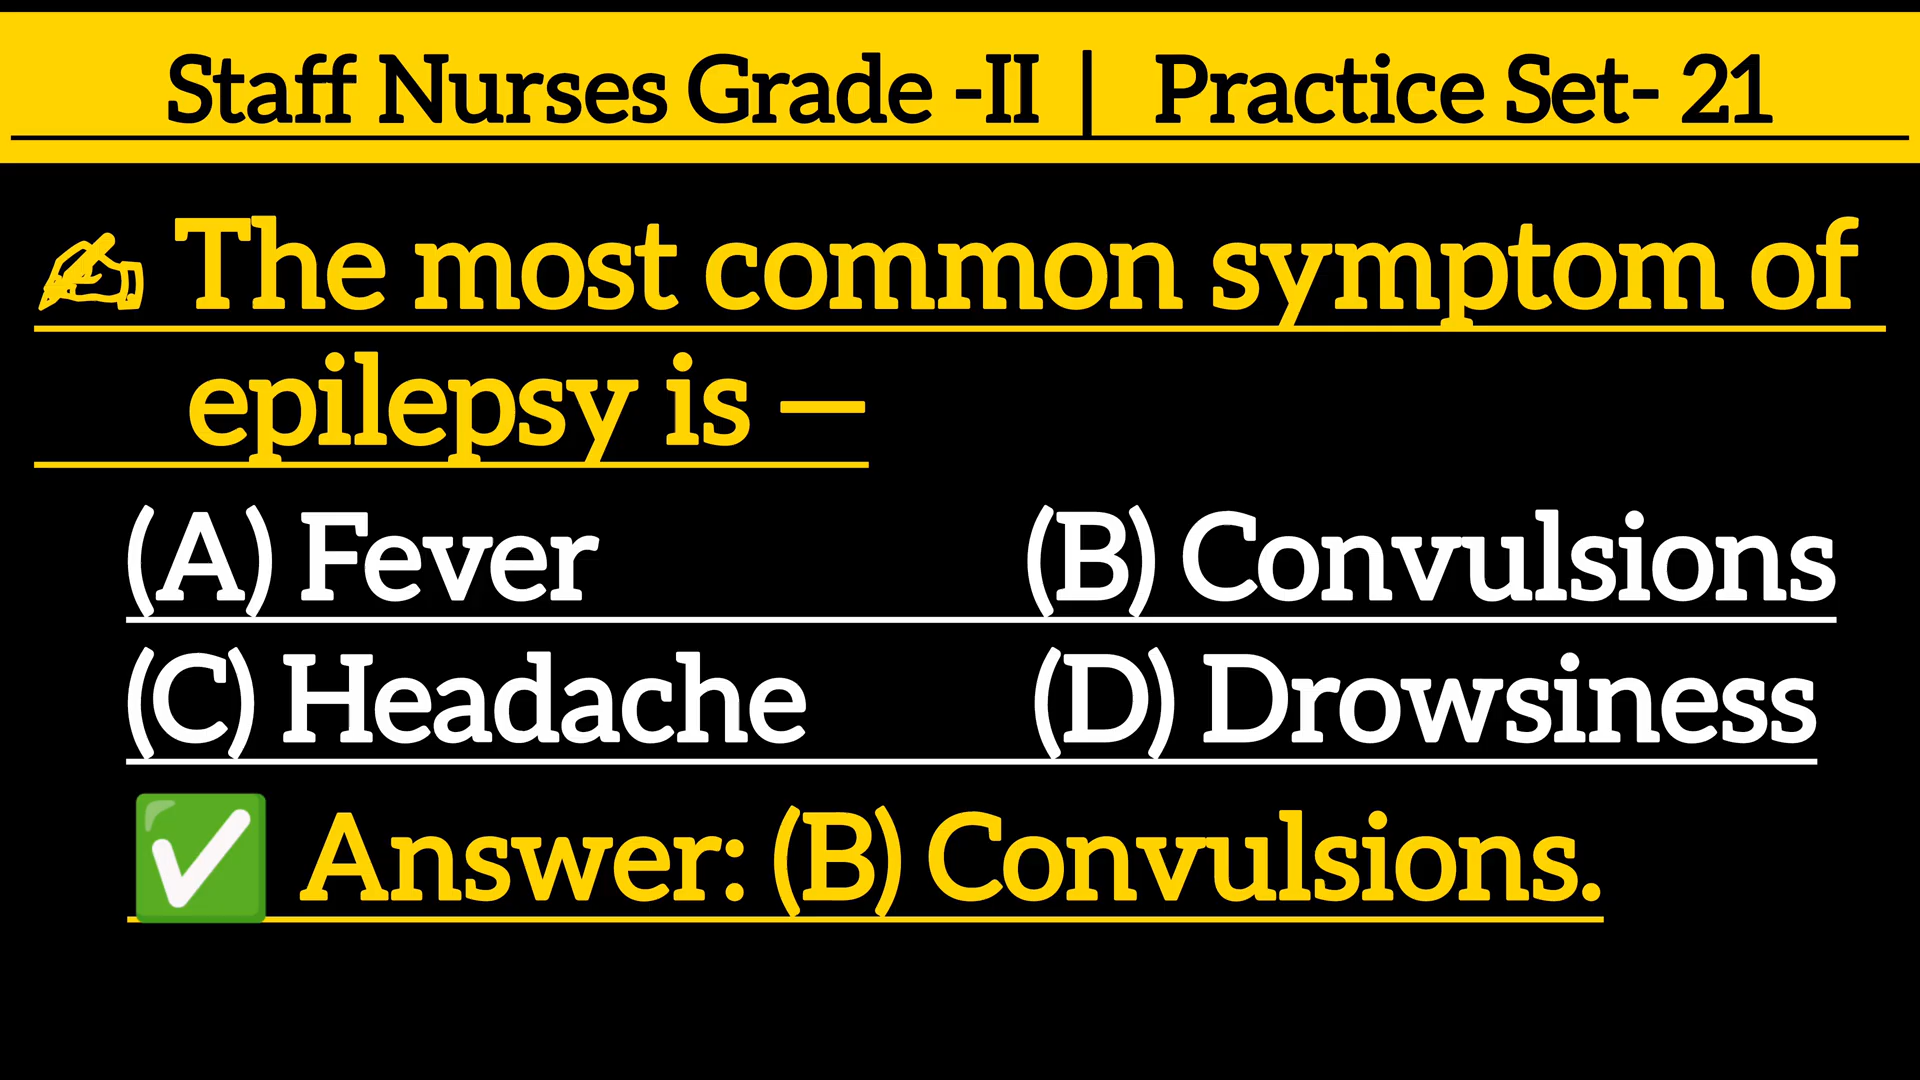 Staff Nurses Grade -II | Practice Set- 21
✍ The most common symptom of
epilepsy is —
(A) Fever (B) Convulsions
(C) Headache (D) Drowsiness
✅ Answer: (B) Convulsions.